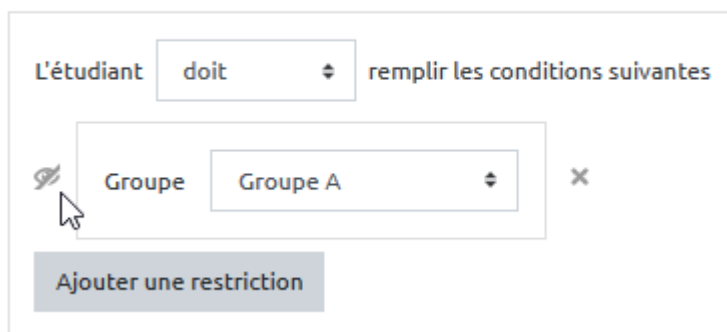 L'étudiant doit remplir les conditions suivantes
Groupe Groupe A
Ajouter une restriction